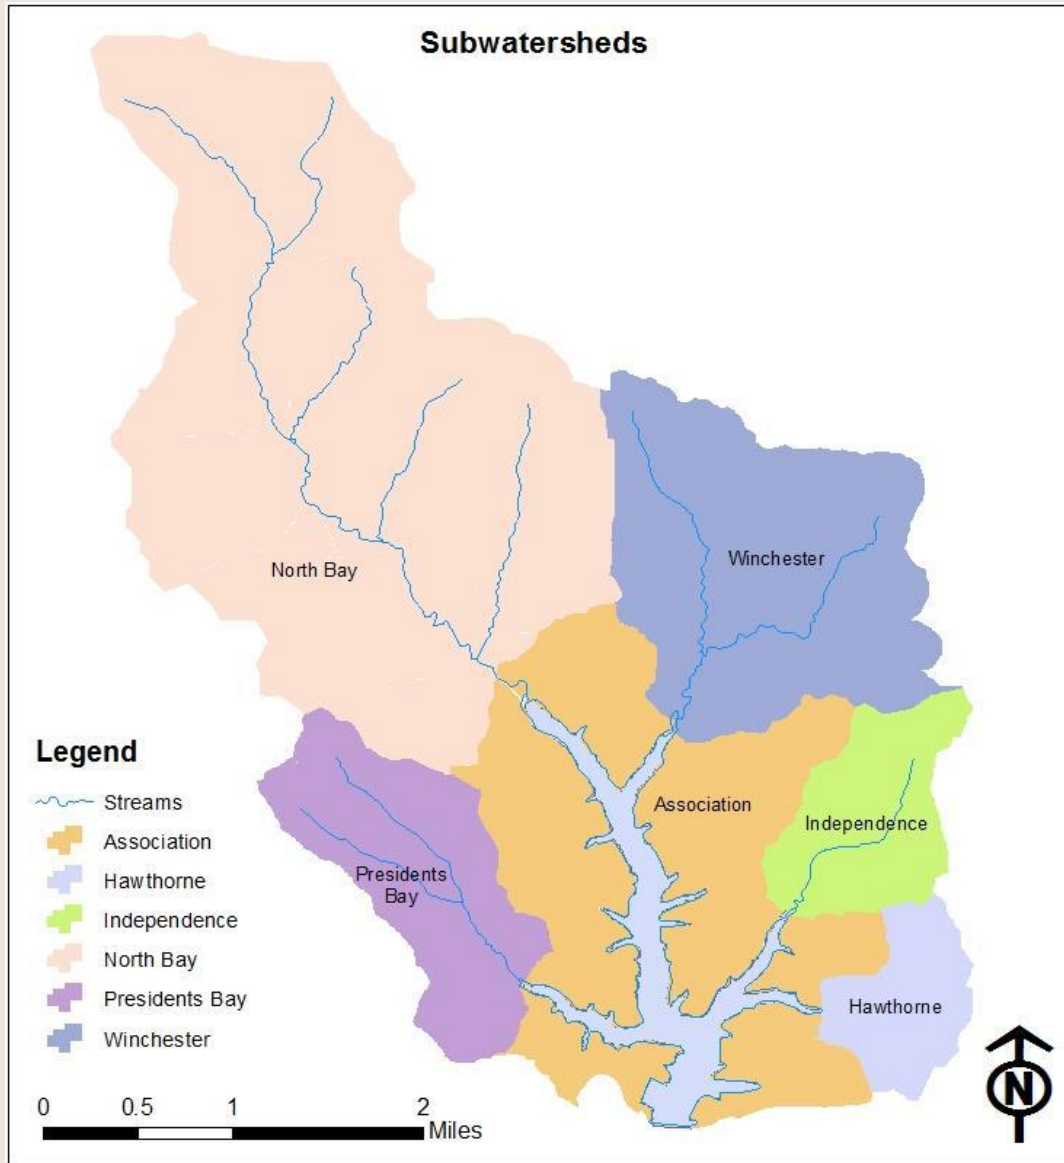 Subwatersheds
North Bay
Winchester
Association
Independence
Presidents
Bay
Hawthorne
Legend
Streams
Association
Hawthorne
Independence
North Bay
Presidents Bay
Winchester
0 0.5 1 2
Miles
N